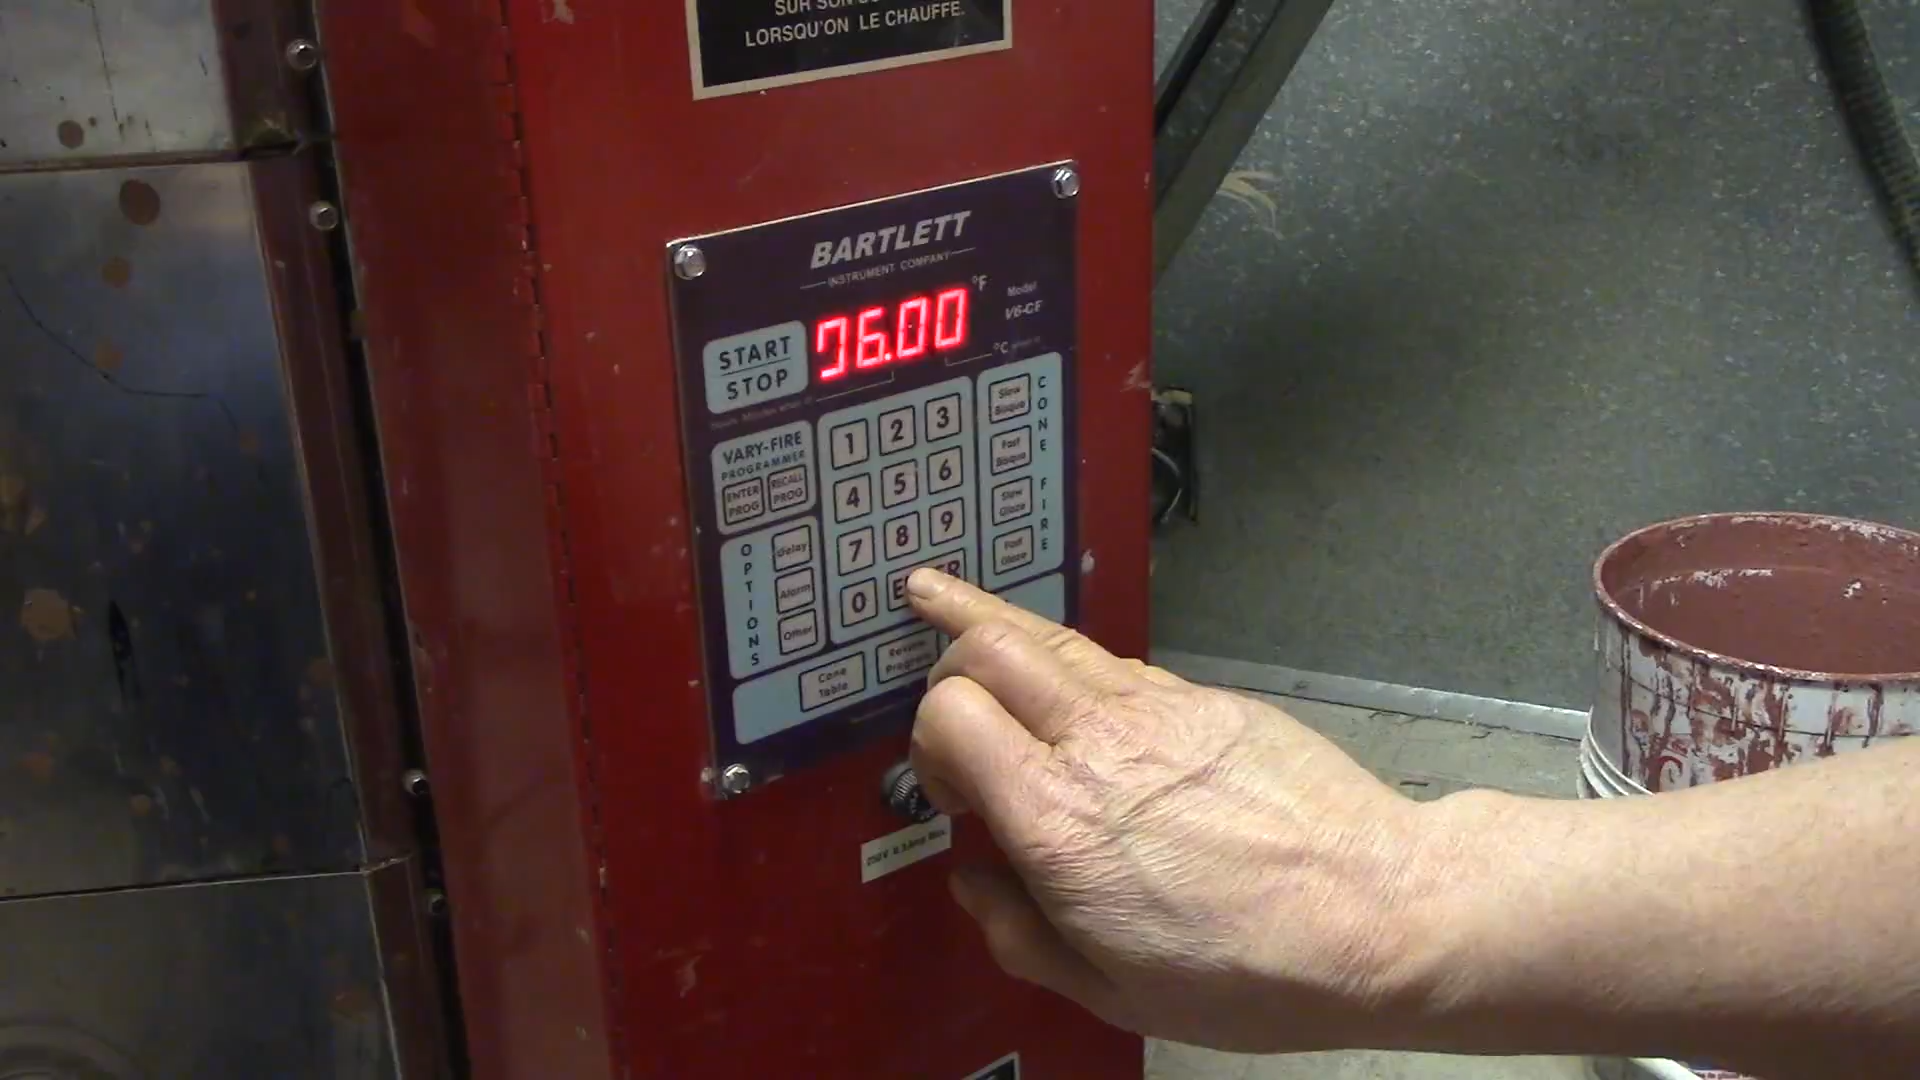 LORSQU'ON LE CHAUFFE.
BARTLETT
INSTRUMENT COMPANY
°F
Model
V6-CF
06.00
°C
START
STOP
VARY-FIRE
PROGRAMMER
ENTER
PROG
RECALL
PROG
1 2 3
4 5 6
7 8 9
0
OPTIONS
Delay
Alarm
Other
Slow
Bisque
Fast
Bisque
Slow
Glaze
Fast
Glaze
CONE FIRE
Cone
Table
Review
Program